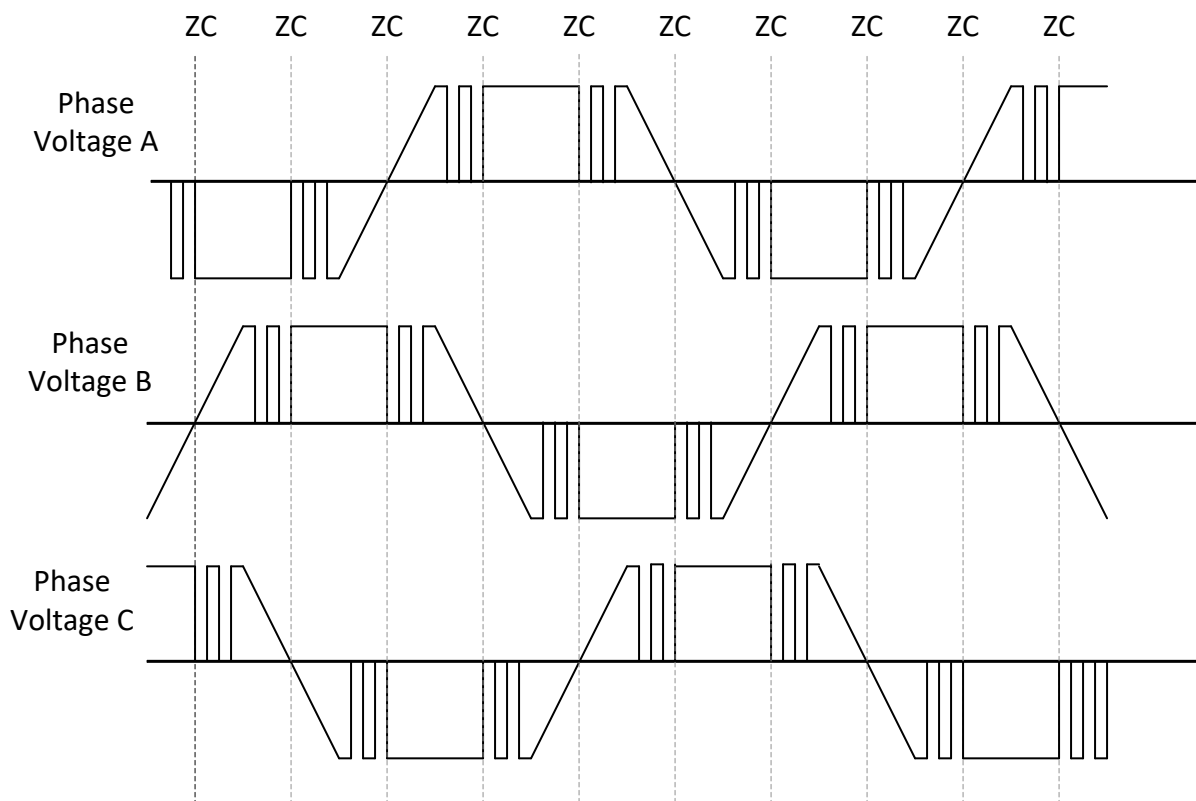 ZC ZC ZC ZC ZC ZC ZC ZC ZC ZC
Phase
Voltage A
Phase
Voltage B
Phase
Voltage C